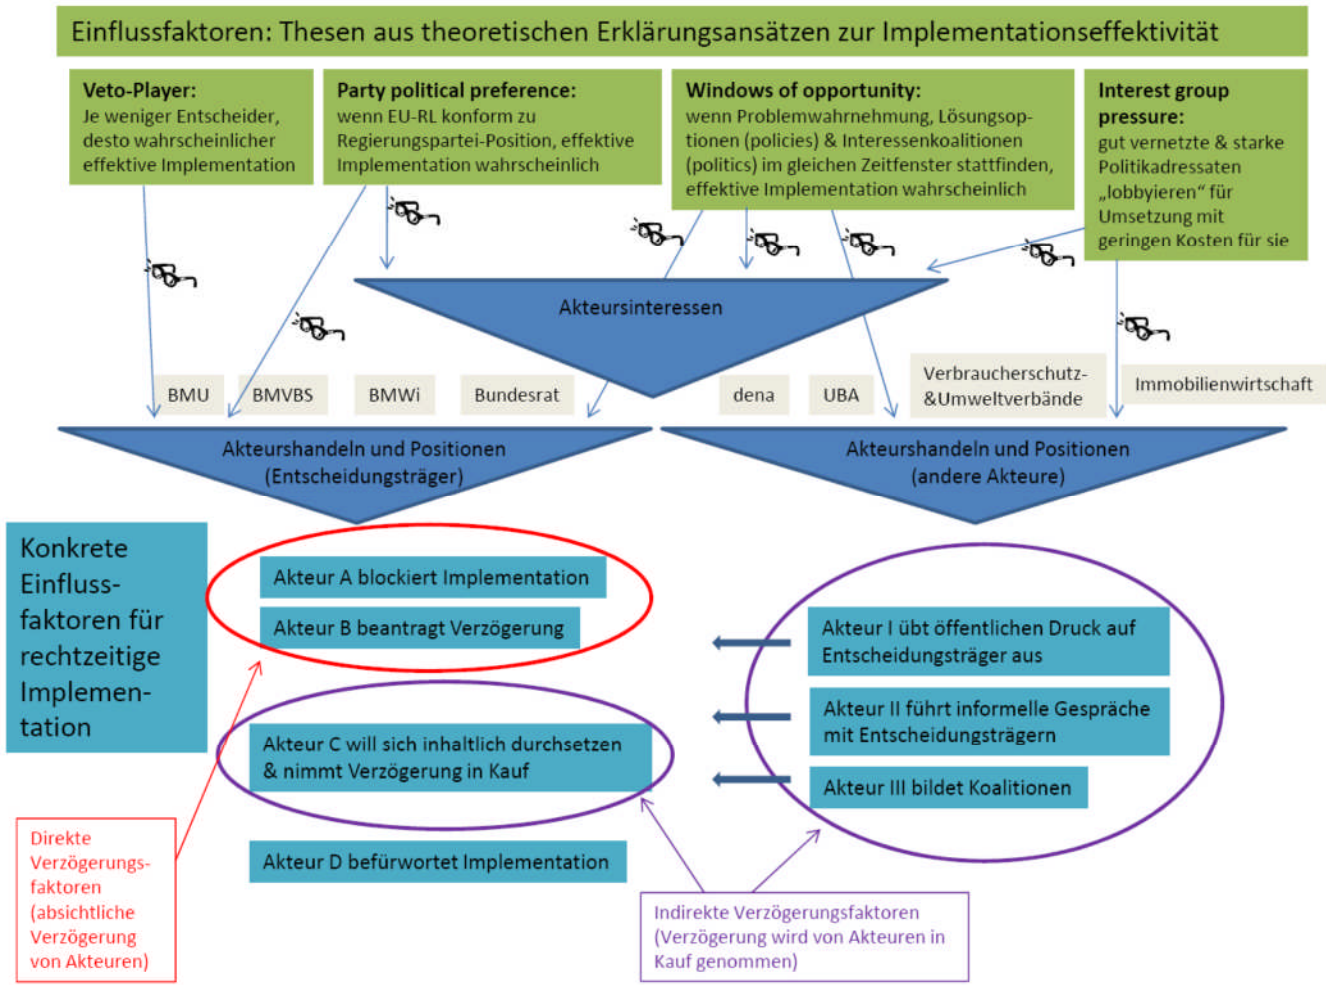 Einflussfaktoren: Thesen aus theoretischen Erklärungsansätzen zur Implementationseffektivität
Veto-Player:
Je weniger Entscheider,
desto wahrscheinlicher
effektive Implementation
Party political preference:
wenn EU-RL konform zu
Regierungspartei-Position, effektive
Implementation wahrscheinlich
Windows of opportunity:
wenn Problemwahrnehmung, Lösungsop-
tionen (policies) & Interessenkoalitionen
(politics) im gleichen Zeitfenster stattfinden,
effektive Implementation wahrscheinlich
Interest group
pressure:
gut vernetzte & starke
Politikadressaten
„lobbyieren“ für
Umsetzung mit
geringen Kosten für sie
Akteursinteressen
BMU
BMVBS
BMWi
Bundesrat
dena
UBA
Verbraucherschutz-
&Umweltverbände
Immobilienwirtschaft
Akteurshandeln und Positionen
(Entscheidungsträger)
Akteurshandeln und Positionen
(andere Akteure)
Konkrete
Einfluss-
faktoren für
rechtzeitige
Implemen-
tation
Akteur A blockiert Implementation
Akteur B beantragt Verzögerung
Akteur C will sich inhaltlich durchsetzen
& nimmt Verzögerung in Kauf
Akteur D befürwortet Implementation
Akteur I übt öffentlichen Druck auf
Entscheidungsträger aus
Akteur II führt informelle Gespräche
mit Entscheidungsträgern
Akteur III bildet Koalitionen
Direkte
Verzögerungs-
faktoren
(absichtliche
Verzögerung
von Akteuren)
Indirekte Verzögerungsfaktoren
(Verzögerung wird von Akteuren in
Kauf genommen)